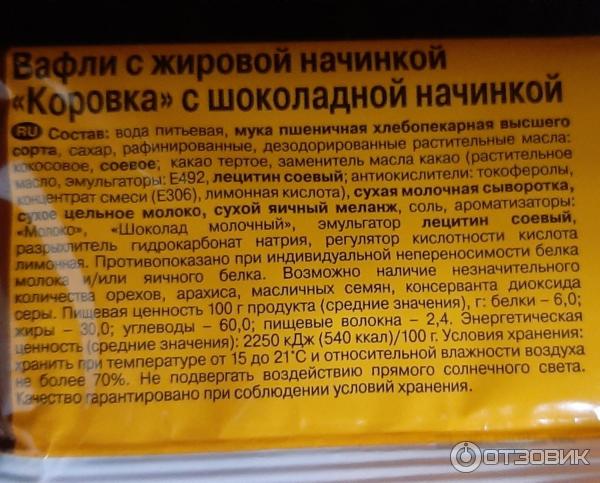 Вафли с жировой начинкой
«Коровка» с шоколадной начинкой
RU Состав: вода питьевая, мука пшеничная хлебопекарная высшего
сорта, сахар, рафинированные, дезодорированные растительные масла:
кокосовое, соевое; какао тертое, заменитель масла какао (растительное
масло, эмульгаторы: Е492, лецитин соевый; антиокислители: токоферолы,
концентрат смеси (Е306), лимонная кислота), сухая молочная сыворотка,
сухое цельное молоко, сухой яичный меланж, соль, ароматизаторы:
«Молоко», «Шоколад молочный», эмульгатор лецитин соевый,
разрыхлитель гидрокарбонат натрия, регулятор кислотности кислота
лимонная. Противопоказано при индивидуальной непереносимости белка
молока и/или яичного белка. Возможно наличие незначительного
количества орехов, арахиса, масличных семян, консерванта диоксида
серы. Пищевая ценность 100 г продукта (средние значения), г: белки – 6,0;
жиры – 30,0; углеводы – 60,0; пищевые волокна – 2,4. Энергетическая
ценность (средние значения): 2250 кДж (540 ккал)/100 г. Условия хранения:
хранить при температуре от 15 до 21°С и относительной влажности воздуха
не более 70%. Не подвергать воздействию прямого солнечного света.
Качество гарантировано при соблюдении условий хранения.
ОТЗОВИК